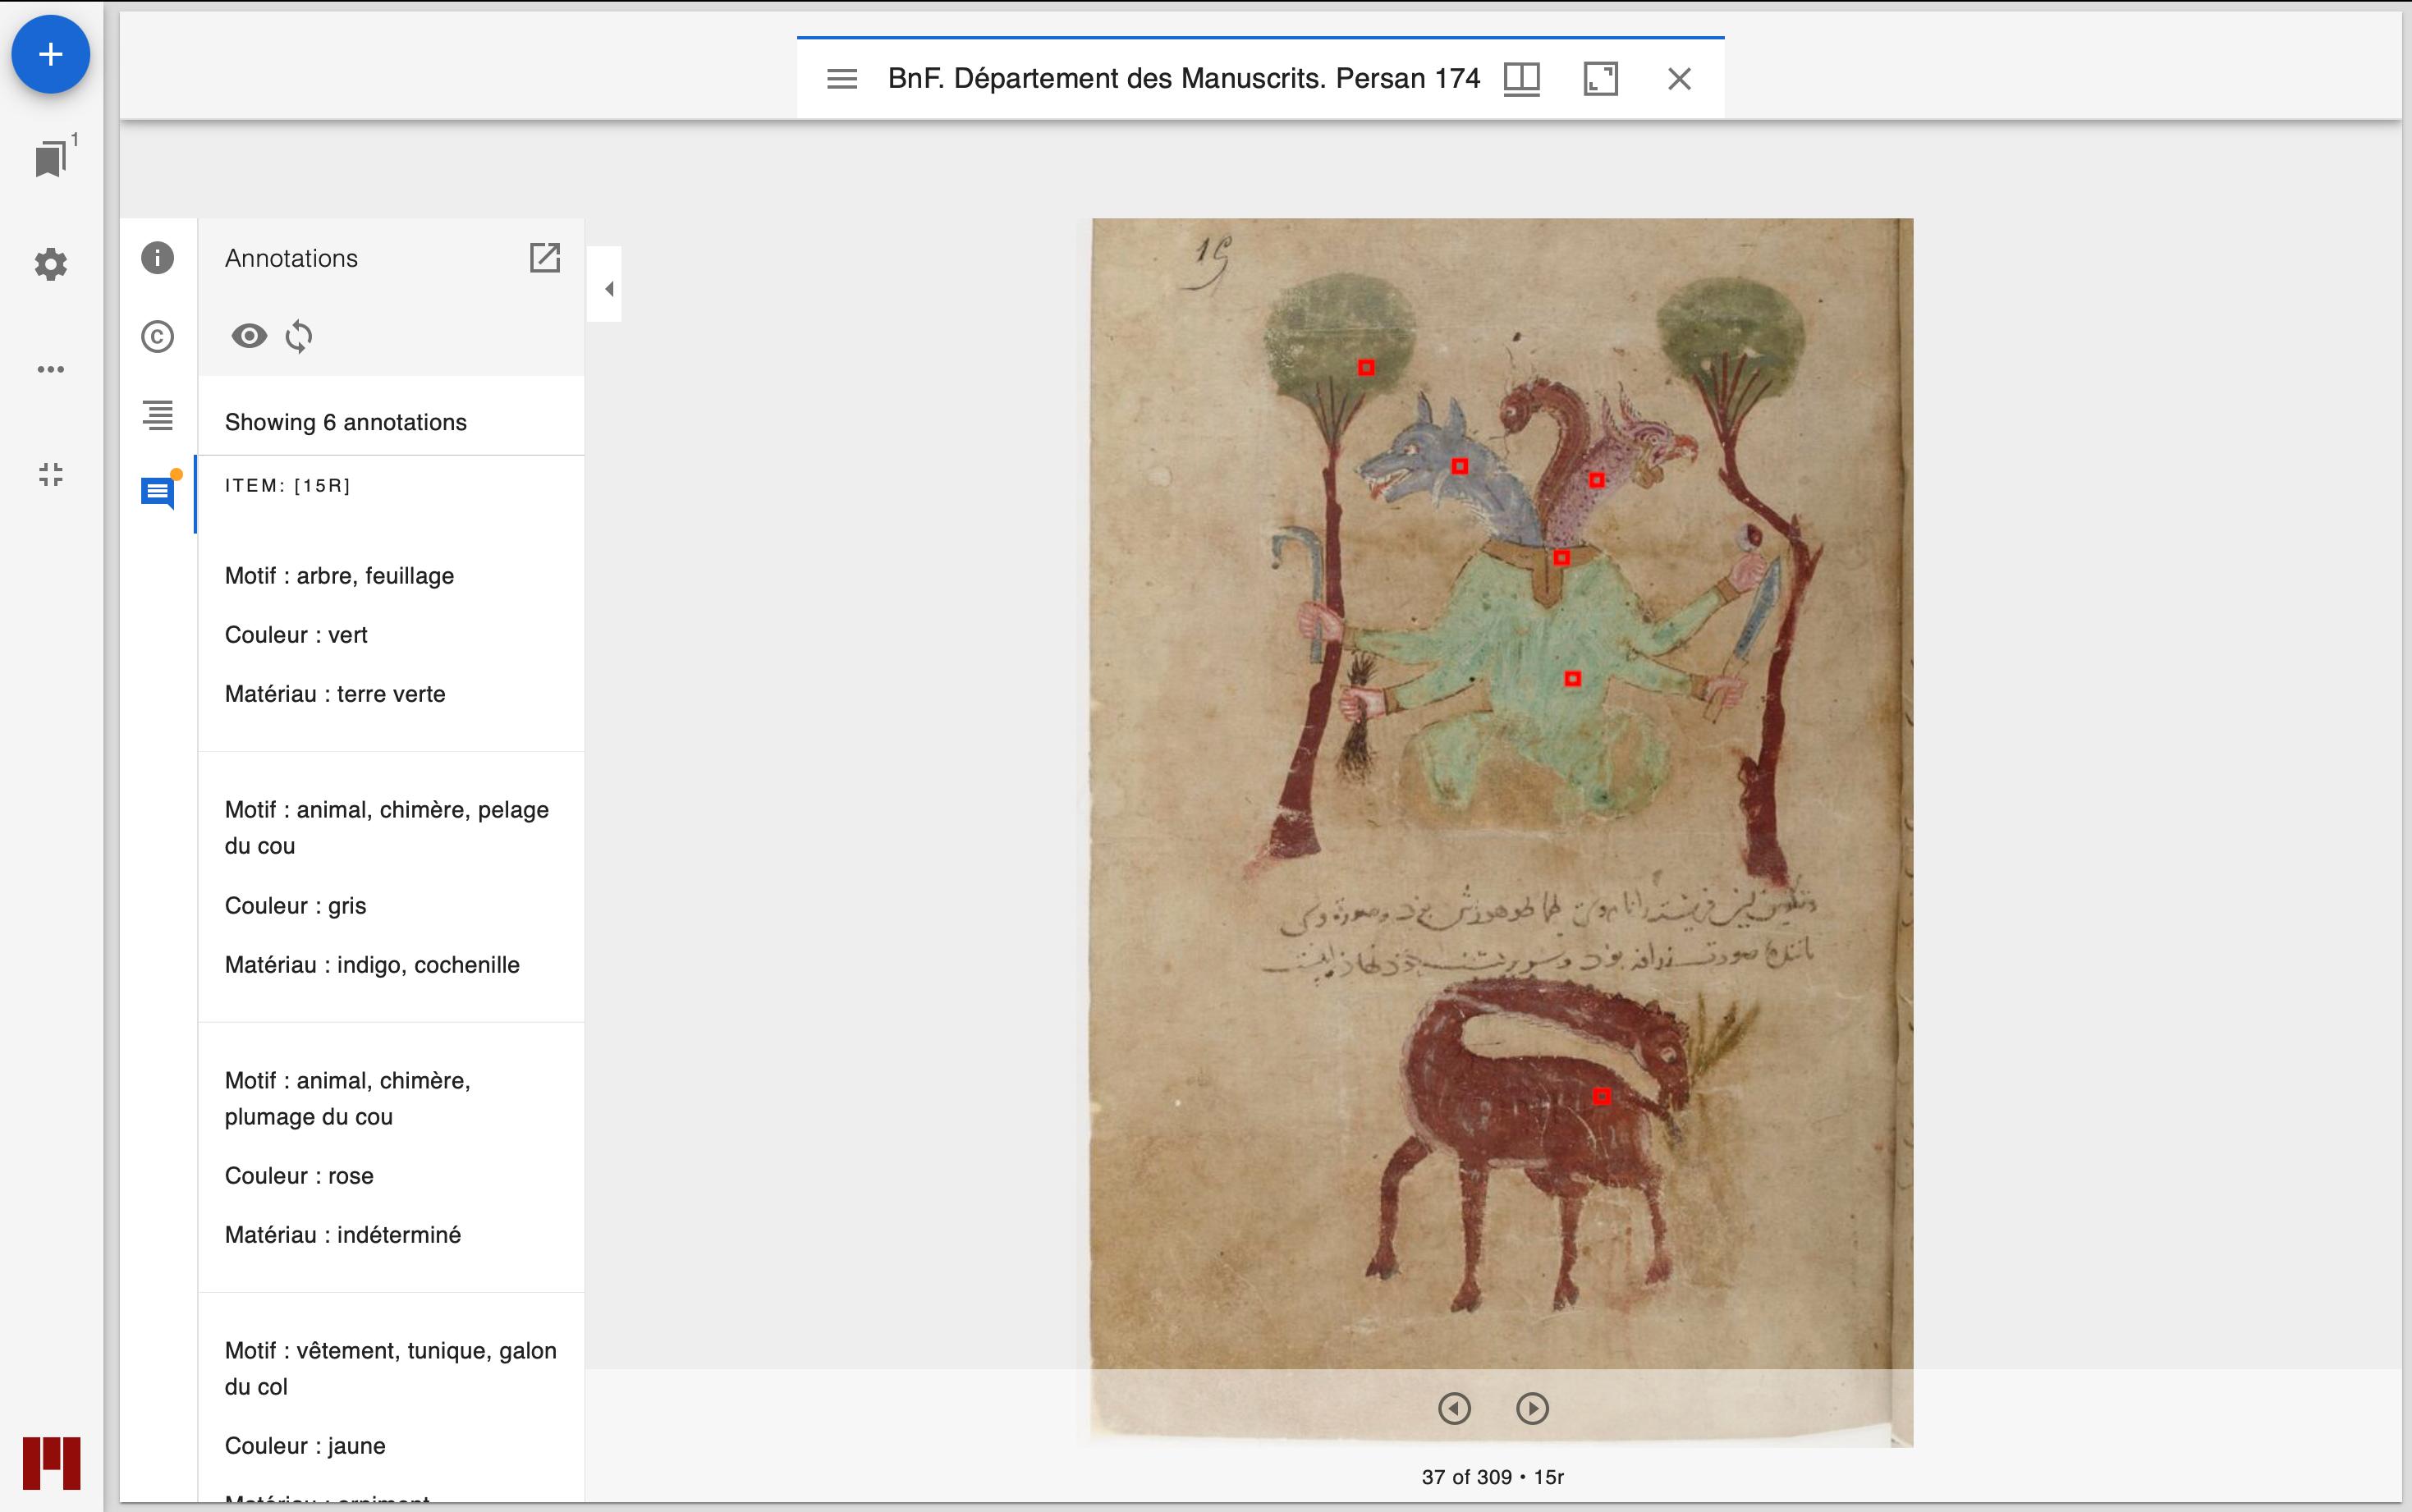 1
BnF. Département des Manuscrits. Persan 174
Annotations
Showing 6 annotations
ITEM: [15R]
Motif : arbre, feuillage
Couleur : vert
Matériau : terre verte
Motif : animal, chimère, pelage
du cou
Couleur : gris
Matériau : indigo, cochenille
Motif : animal, chimère,
plumage du cou
Couleur : rose
Matériau : indéterminé
Motif : vêtement, tunique, galon
du col
Couleur : jaune
Matériau : orpiment
15
37 of 309 • 15r